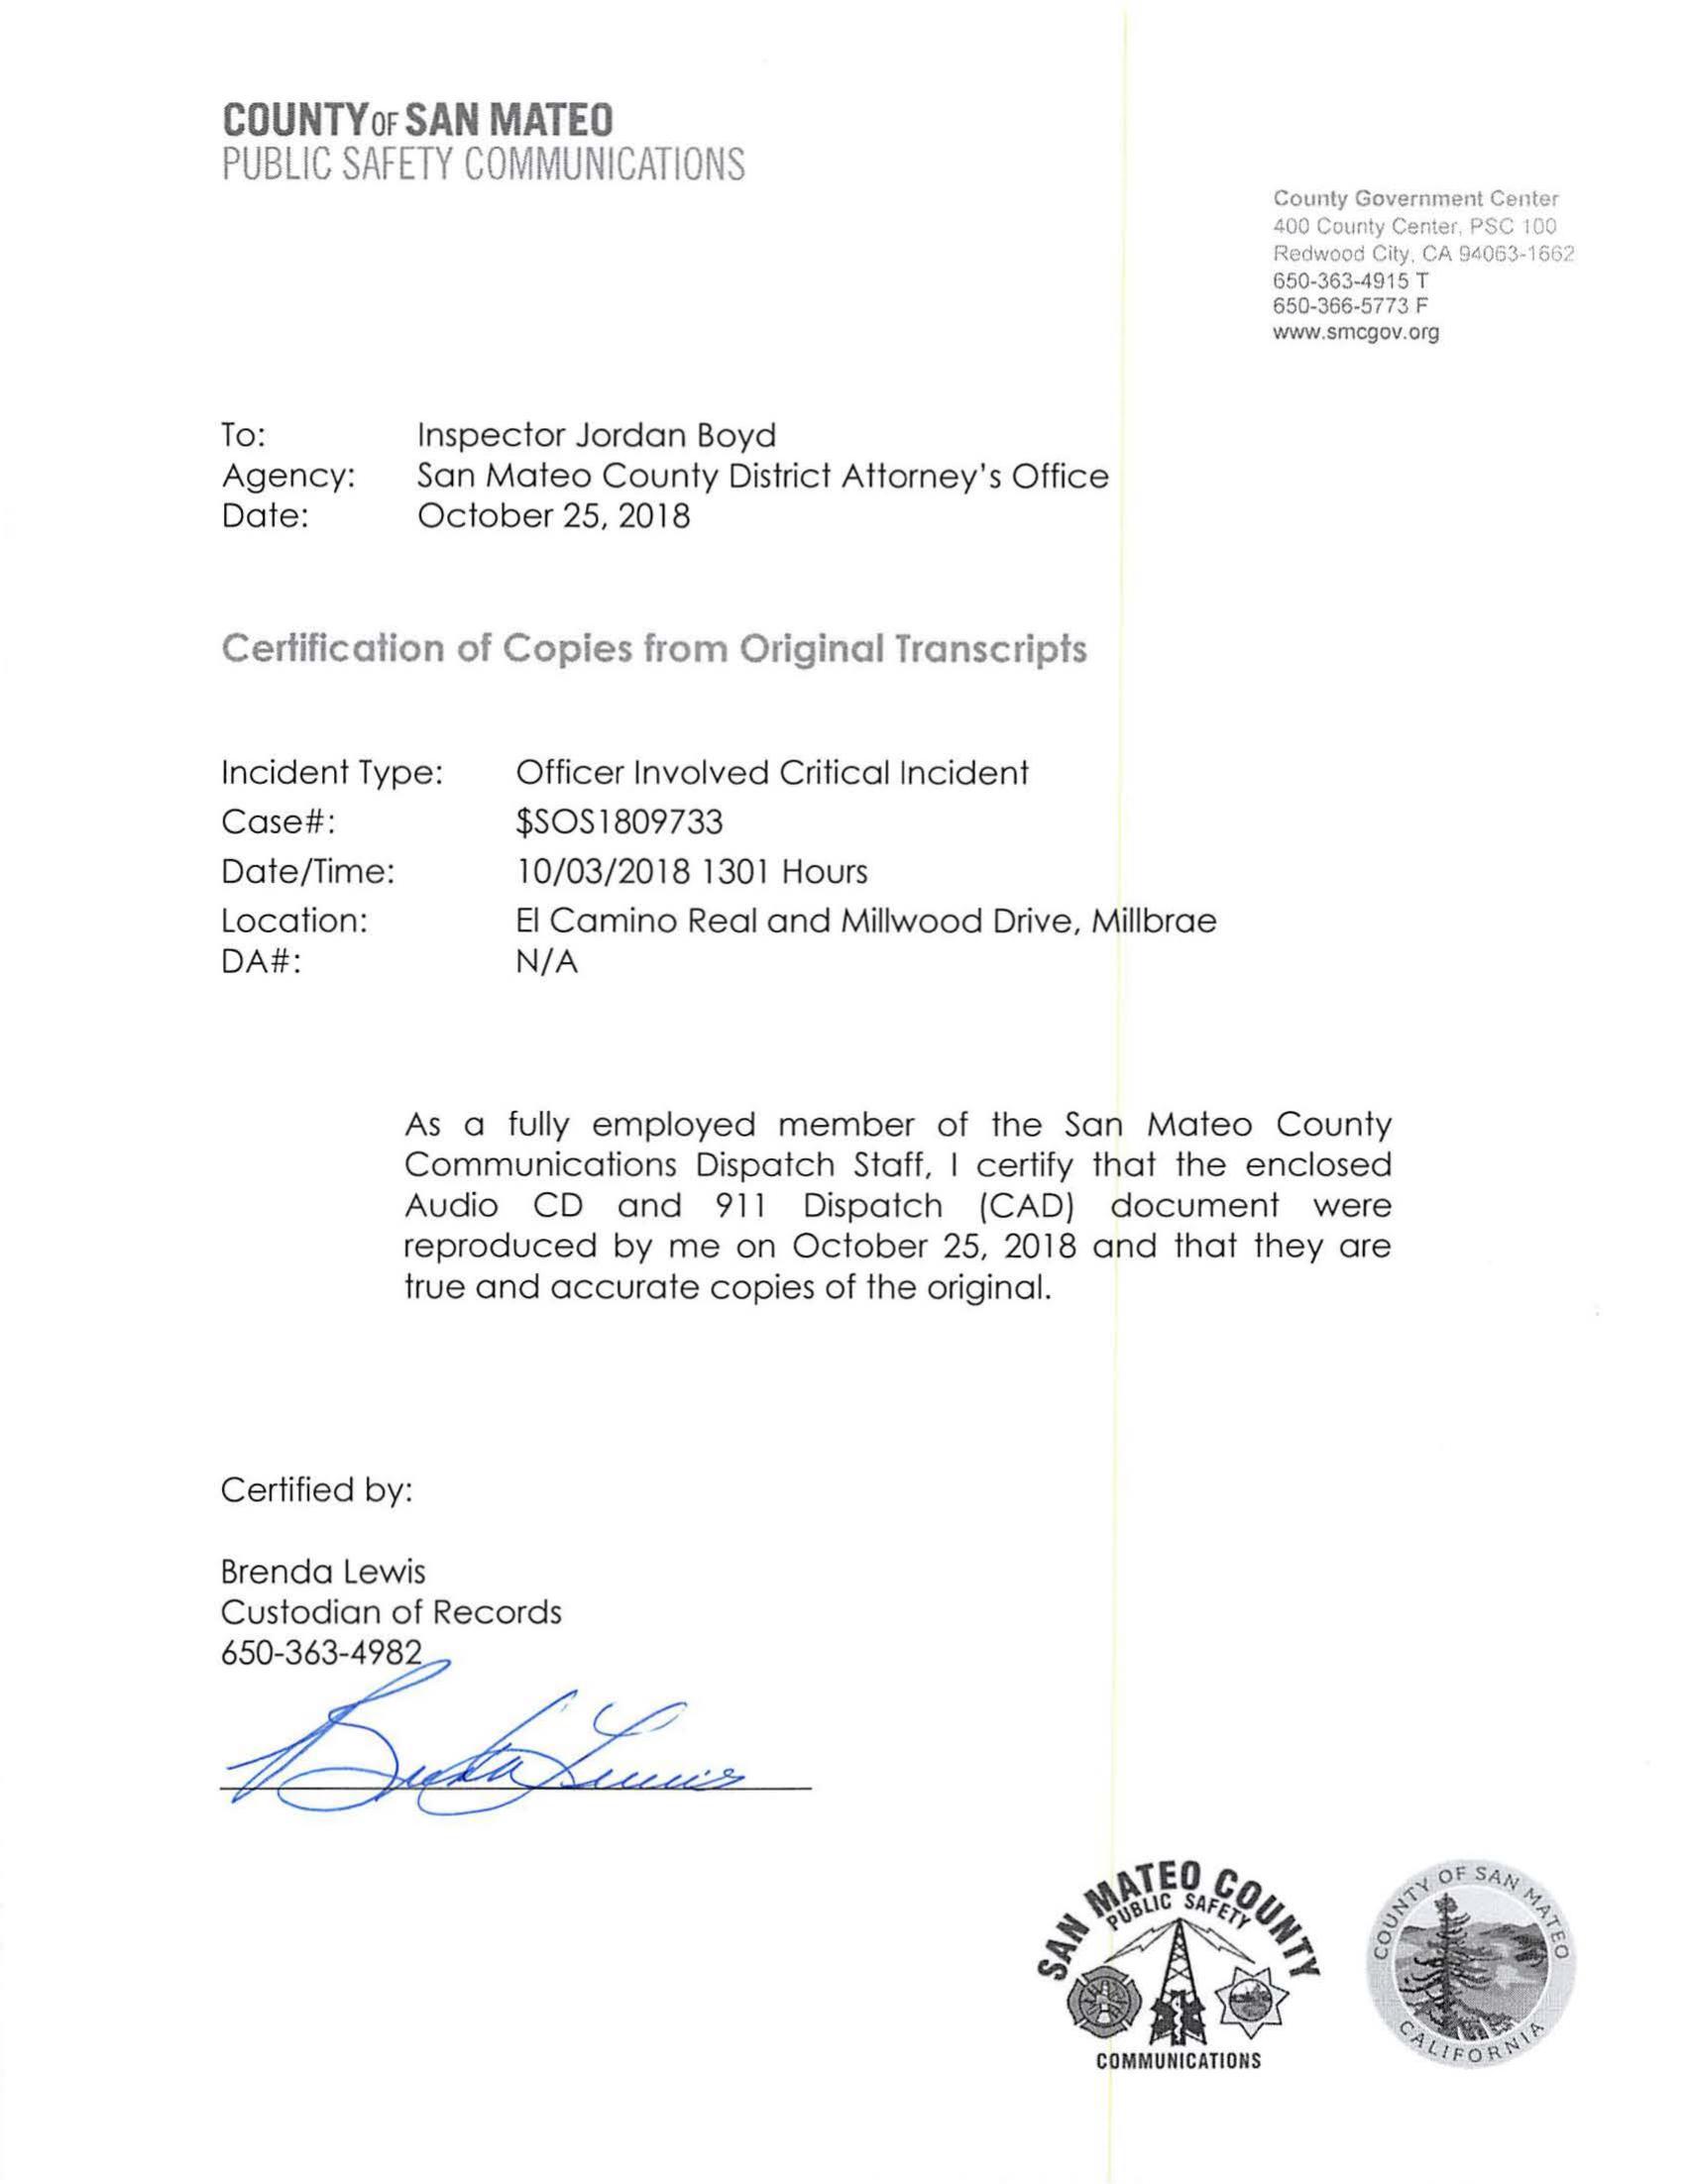 COUNTY OF SAN MATEO
PUBLIC SAFETY COMMUNICATIONS
County Government Center
400 County Center, PSC 100
Redwood City, CA 94063-1662
650-363-4915 T
650-366-5773 F
www.smcgov.org
To: Inspector Jordan Boyd
Agency: San Mateo County District Attorney's Office
Date: October 25, 2018
Certification of Copies from Original Transcripts
Incident Type: Officer Involved Critical Incident
Case#: $SOS1809733
Date/Time: 10/03/2018 1301 Hours
Location: El Camino Real and Millwood Drive, Millbrae
DA#: N/A
As a fully employed member of the San Mateo County
Communications Dispatch Staff, I certify that the enclosed
Audio CD and 911 Dispatch (CAD) document were
reproduced by me on October 25, 2018 and that they are
true and accurate copies of the original.
Certified by:
Brenda Lewis
Custodian of Records
650-363-4982
Brenda Lewis
SAN MATEO COUNTY
PUBLIC SAFETY
COMMUNICATIONS
COUNTY OF SAN MATEO
CALIFORNIA